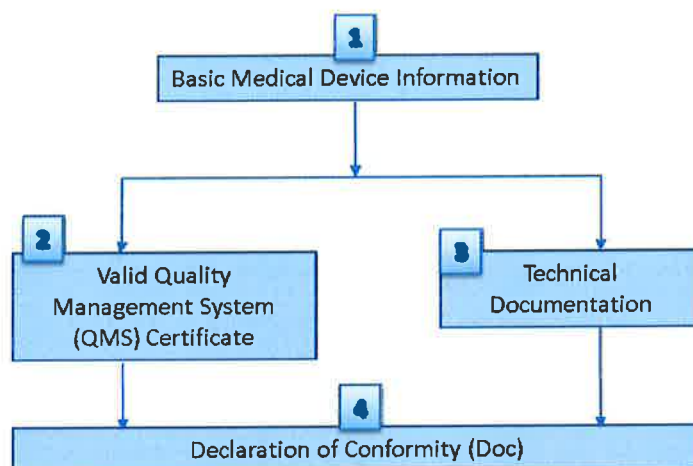 1
Basic Medical Device Information
2
Valid Quality
Management System
(QMS) Certificate
3
Technical
Documentation
4
Declaration of Conformity (Doc)